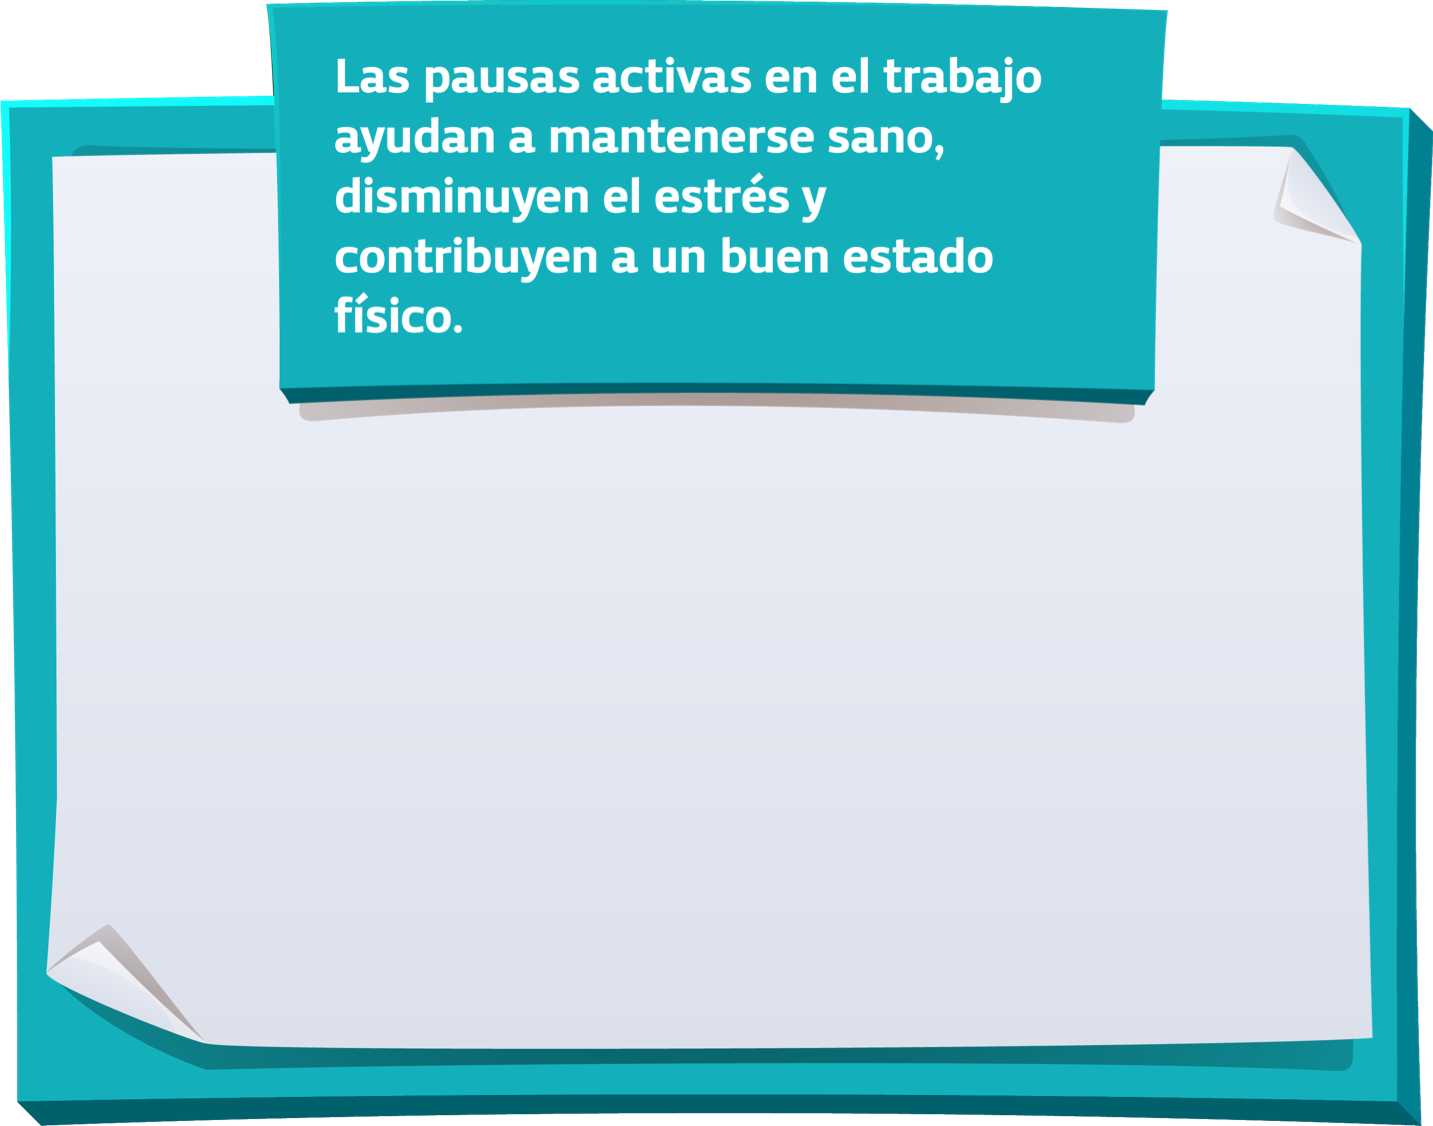 Las pausas activas en el trabajo
ayudan a mantenerse sano,
disminuyen el estrés y
contribuyen a un buen estado
físico.